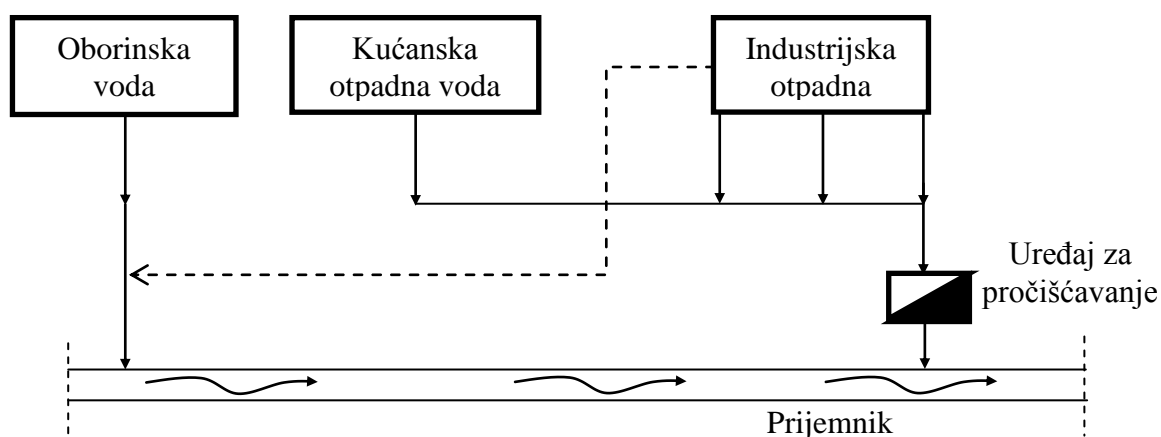 Oborinska
voda
Kućanska
otpadna voda
Industrijska
otpadna
Uređaj za
pročišćavanje
Prijemnik